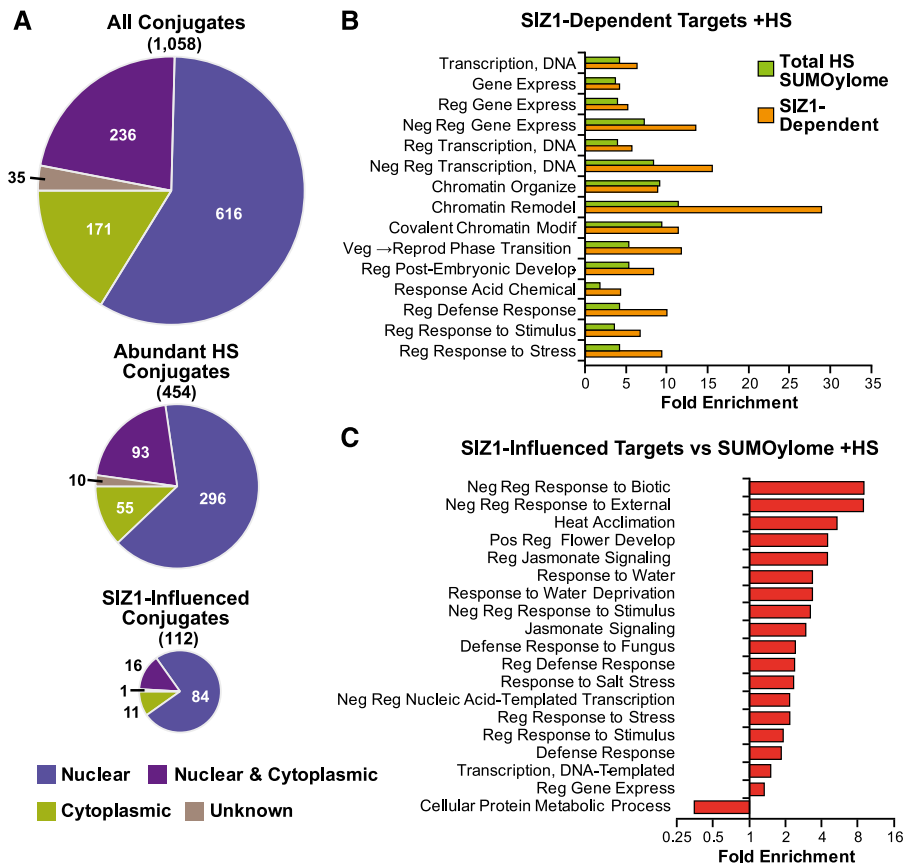 A
All Conjugates
(1,058)
236
35
616
171
Abundant HS
Conjugates
(454)
93
10
296
55
SIZ1-Influenced
Conjugates
(112)
16
1
84
11
Nuclear
Nuclear & Cytoplasmic
Cytoplasmic
Unknown
B
SIZ1-Dependent Targets +HS
Total HS
SUMOylome
SIZ1-
Dependent
Transcription, DNA
Gene Express
Reg Gene Express
Neg Reg Gene Express
Reg Transcription, DNA
Neg Reg Transcription, DNA
Chromatin Organize
Chromatin Remodel
Covalent Chromatin Modif
Veg →Reprod Phase Transition
Reg Post-Embryonic Develop
Response Acid Chemical
Reg Defense Response
Reg Response to Stimulus
Reg Response to Stress
0 5 10 15 20 25 30 35
Fold Enrichment
C
SIZ1-Influenced Targets vs SUMOylome +HS
Neg Reg Response to Biotic
Neg Reg Response to External
Heat Acclimation
Pos Reg Flower Develop
Reg Jasmonate Signaling
Response to Water
Response to Water Deprivation
Neg Reg Response to Stimulus
Jasmonate Signaling
Defense Response to Fungus
Reg Defense Response
Response to Salt Stress
Neg Reg Nucleic Acid-Templated Transcription
Reg Response to Stress
Reg Response to Stimulus
Defense Response
Transcription, DNA-Templated
Reg Gene Express
Cellular Protein Metabolic Process
0.25 0.5 1 2 4 8 16
Fold Enrichment